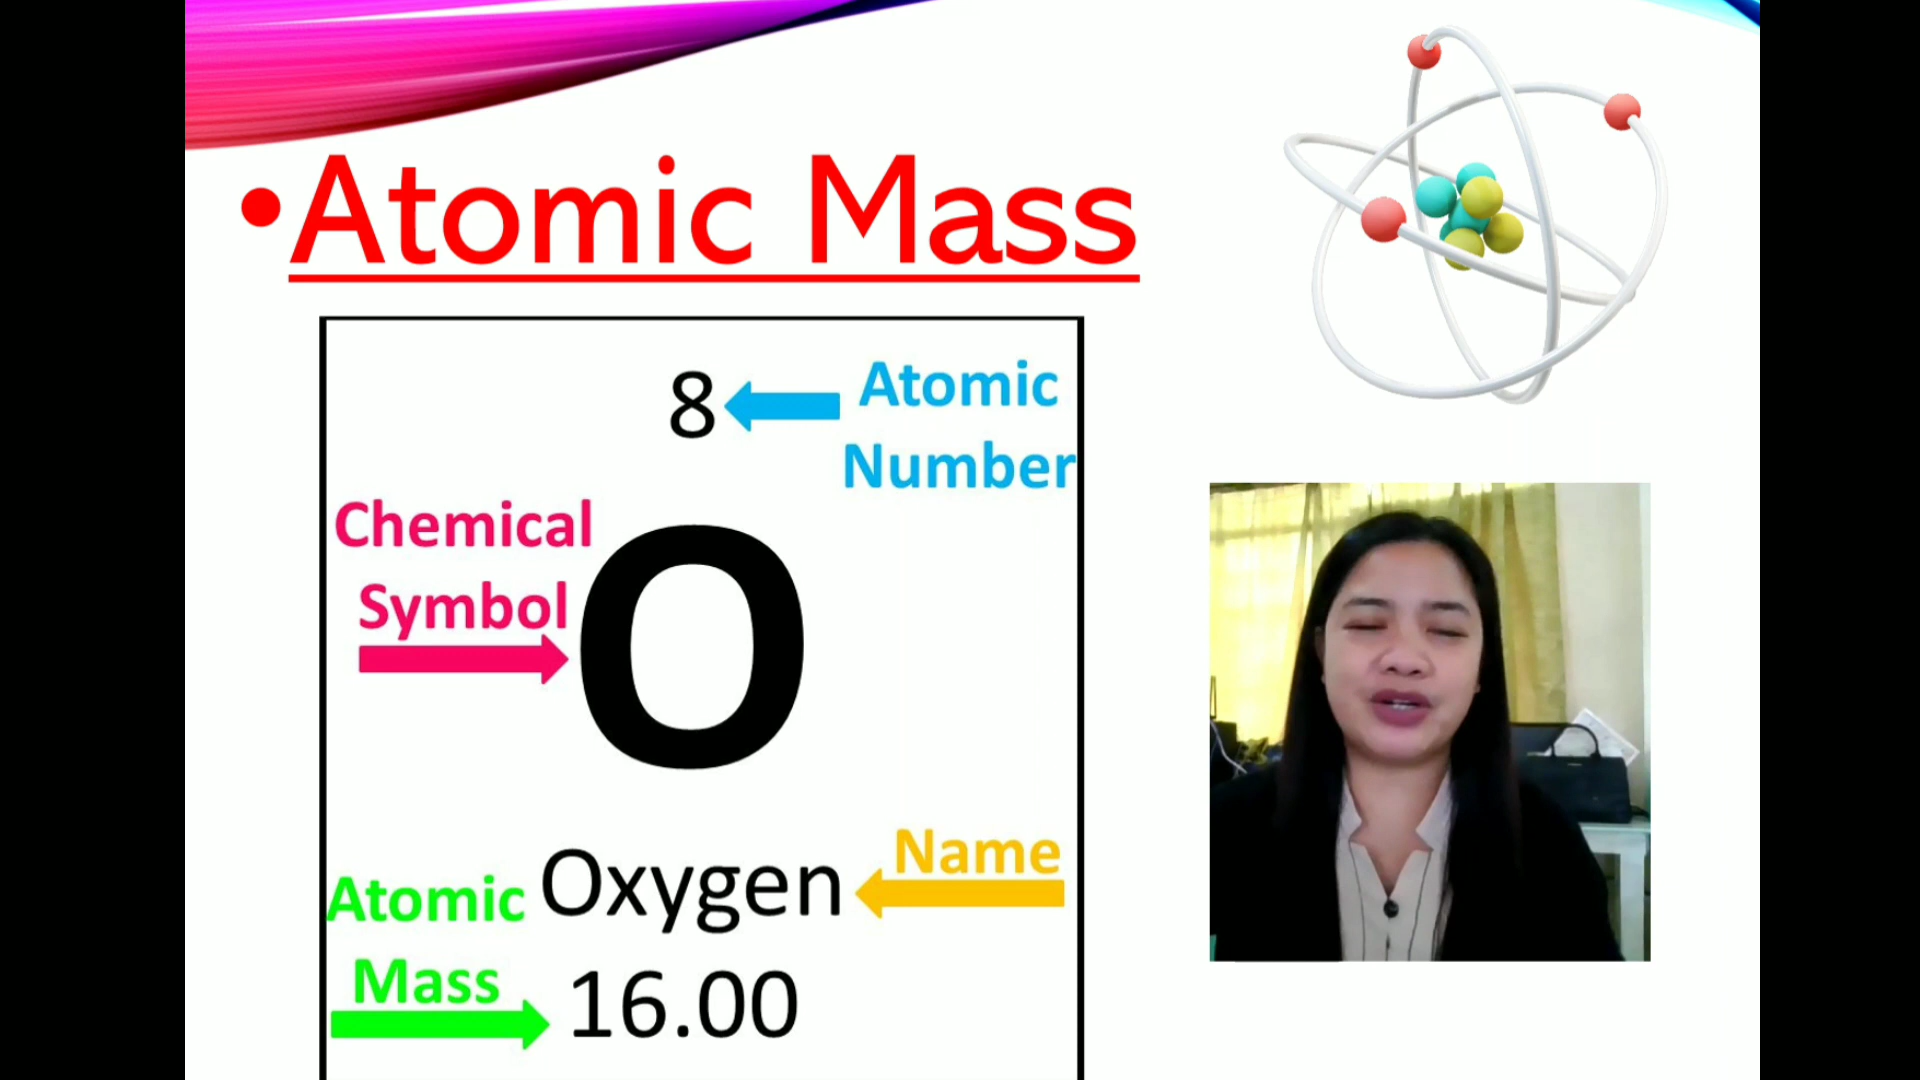 •Atomic Mass
8
Atomic
Number
Chemical
Symbol
O
Name
Oxygen
Atomic
Mass
16.00